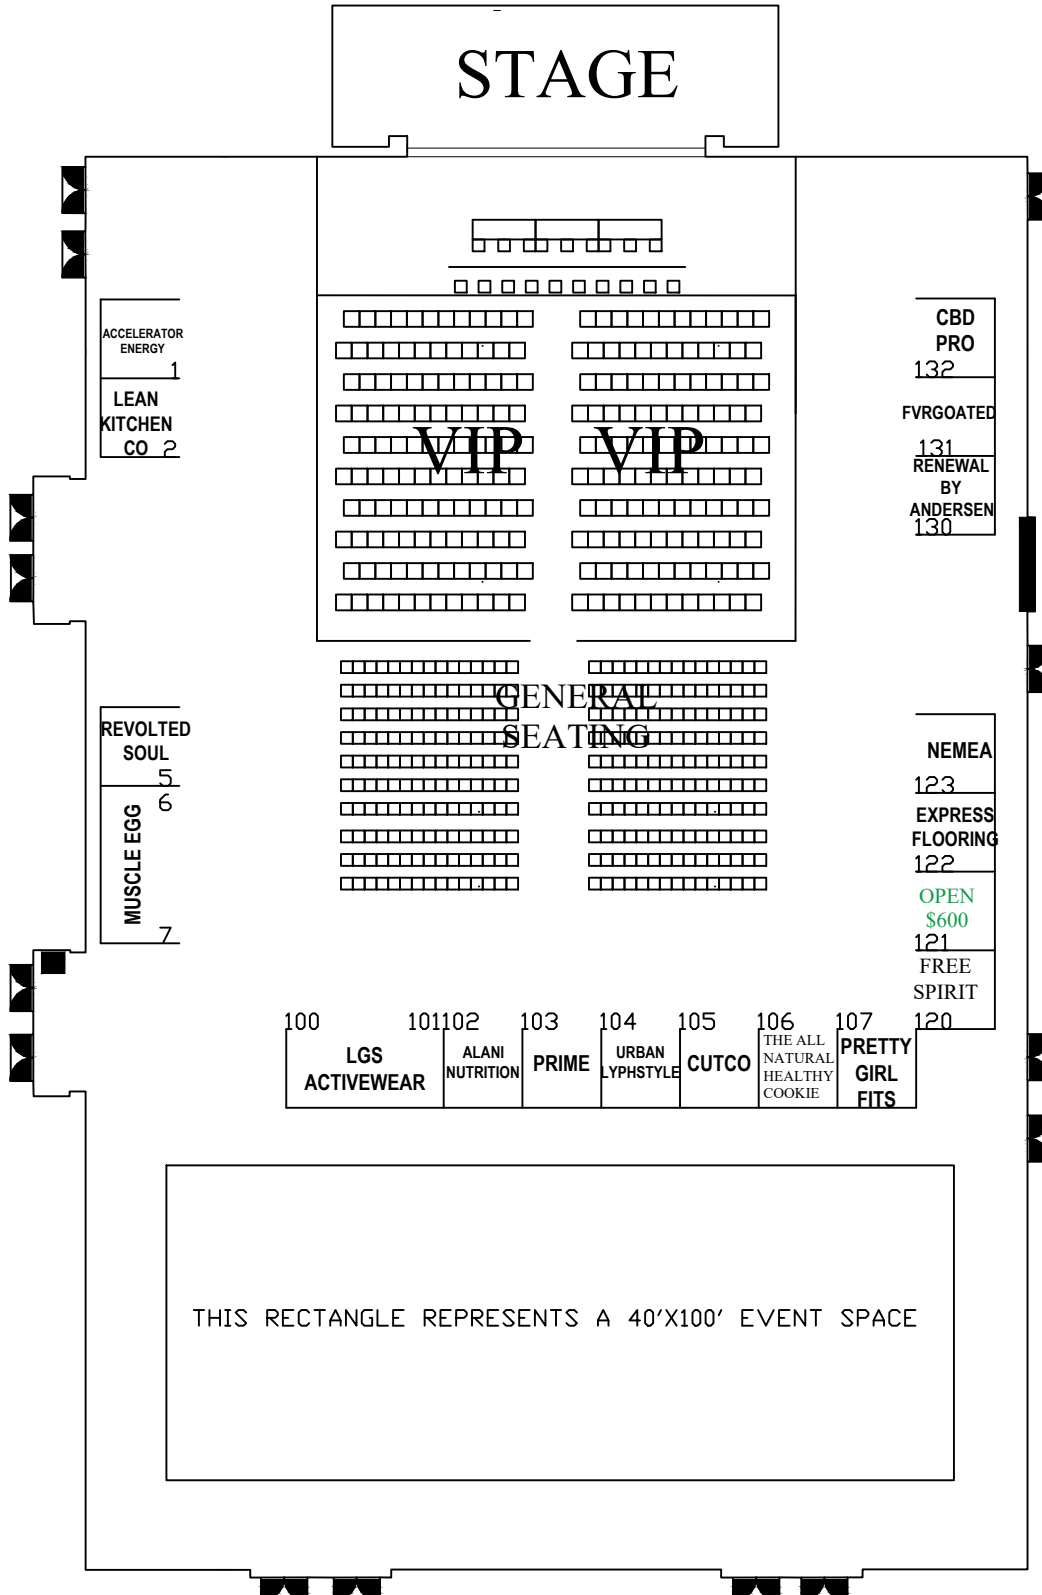 STAGE
ACCELERATOR
ENERGY
1
LEAN
KITCHEN
CO 2
CBD
PRO
132
FVRGOATED
131
RENEWAL
BY
ANDERSEN
130
VIP VIP
GENERAL
SEATING
REVOLTED
SOUL
5
6
MUSCLE EGG
7
NEMEA
123
EXPRESS
FLOORING
122
OPEN
$600
121
FREE
SPIRIT
120
100 101 102 103 104 105 106 107
LGS
ACTIVEWEAR
ALANI
NUTRITION
PRIME
URBAN
LYPHSTYLE
CUTCO
THE ALL
NATURAL
HEALTHY
COOKIE
PRETTY
GIRL
FITS
THIS RECTANGLE REPRESENTS A 40'X100' EVENT SPACE